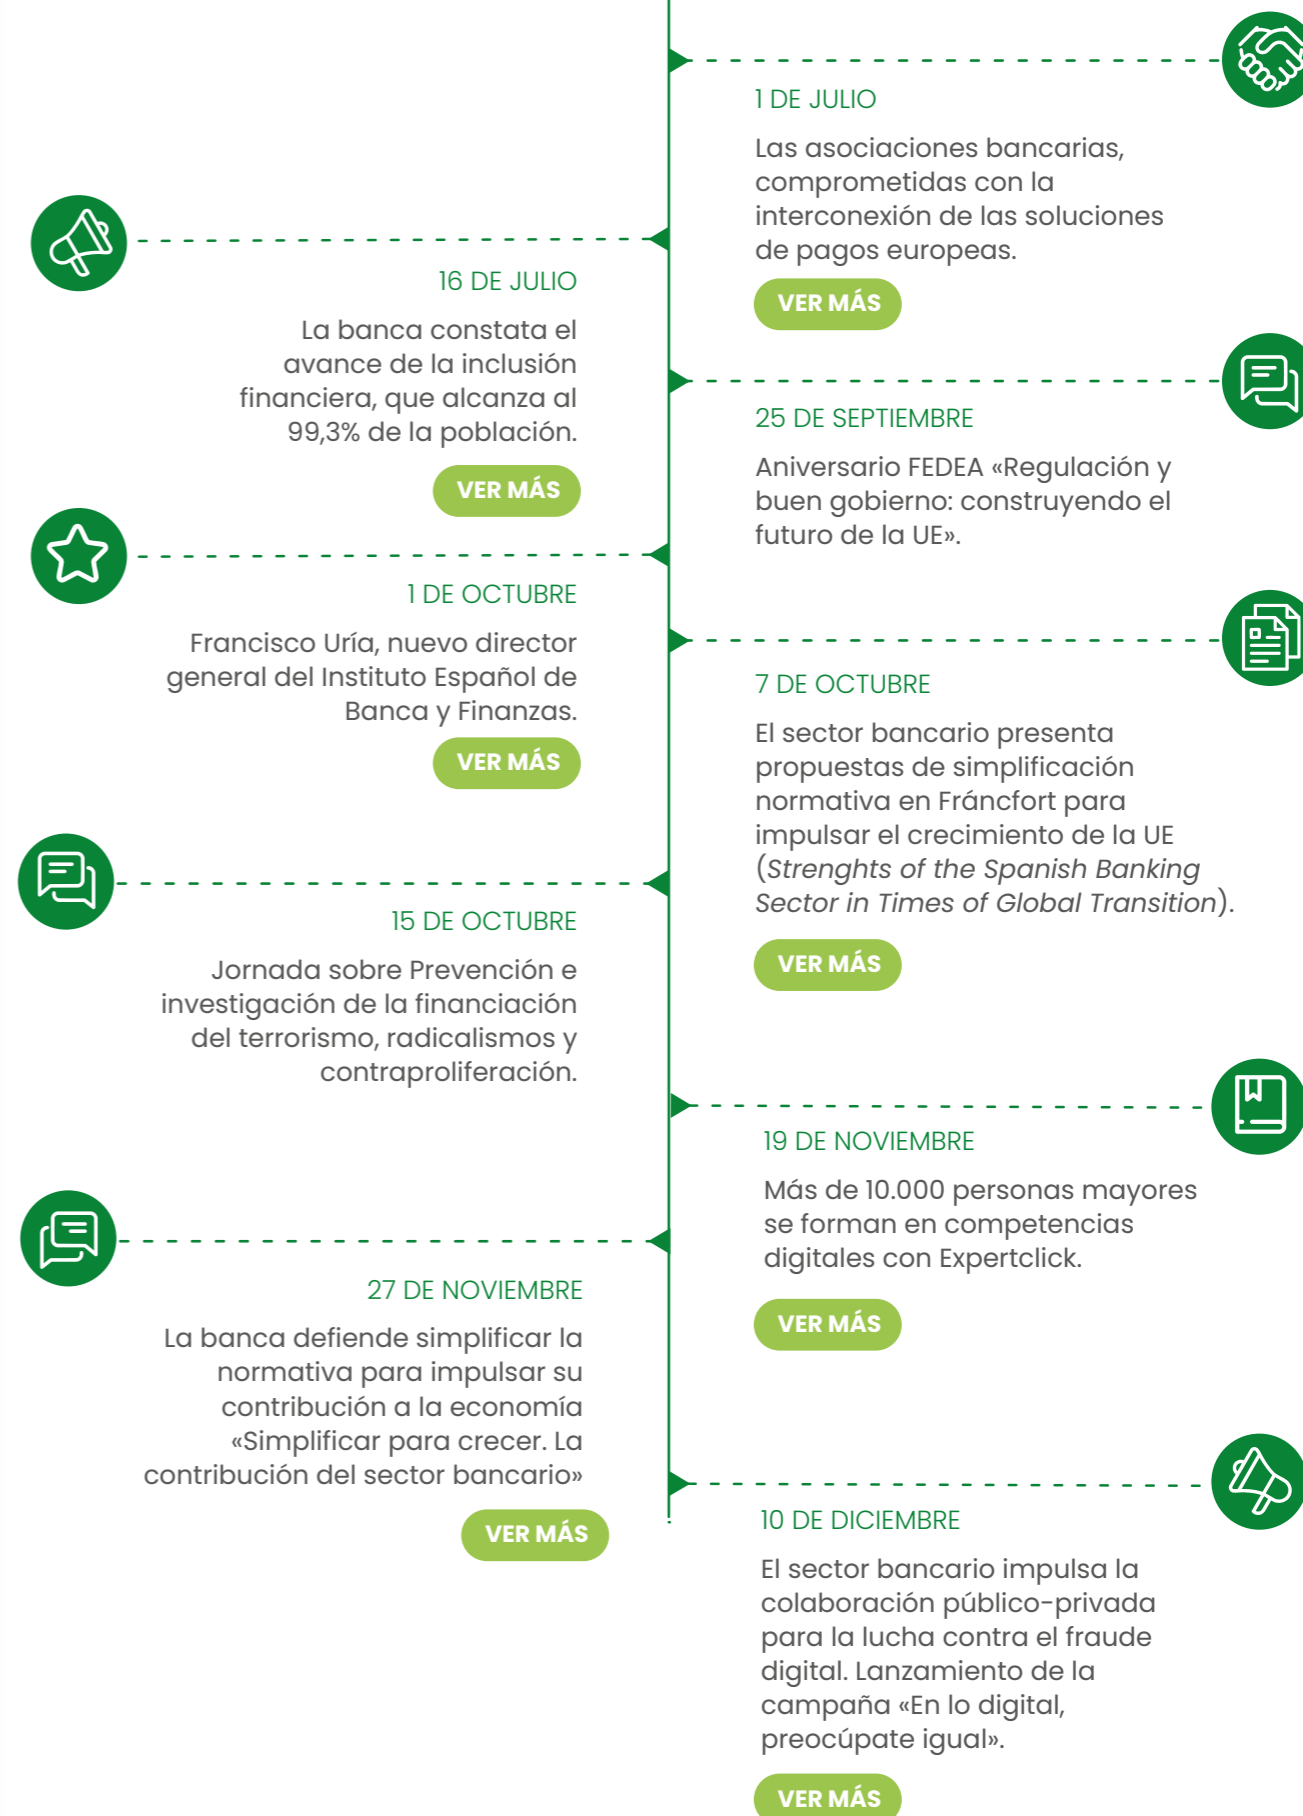 1 DE JULIO
Las asociaciones bancarias,
comprometidas con la
interconexión de las soluciones
de pagos europeas.
VER MÁS
16 DE JULIO
La banca constata el
avance de la inclusión
financiera, que alcanza al
99,3% de la población.
VER MÁS
25 DE SEPTIEMBRE
Aniversario FEDEA «Regulación y
buen gobierno: construyendo el
futuro de la UE».
1 DE OCTUBRE
Francisco Uría, nuevo director
general del Instituto Español de
Banca y Finanzas.
VER MÁS
7 DE OCTUBRE
El sector bancario presenta
propuestas de simplificación
normativa en Fráncfort para
impulsar el crecimiento de la UE
(Strenghts of the Spanish Banking
Sector in Times of Global Transition).
VER MÁS
15 DE OCTUBRE
Jornada sobre Prevención e
investigación de la financiación
del terrorismo, radicalismos y
contraproliferación.
19 DE NOVIEMBRE
Más de 10.000 personas mayores
se forman en competencias
digitales con Expertclick.
VER MÁS
27 DE NOVIEMBRE
La banca defiende simplificar la
normativa para impulsar su
contribución a la economía
«Simplificar para crecer. La
contribución del sector bancario»
VER MÁS
10 DE DICIEMBRE
El sector bancario impulsa la
colaboración público-privada
para la lucha contra el fraude
digital. Lanzamiento de la
campaña «En lo digital,
preocúpate igual».
VER MÁS